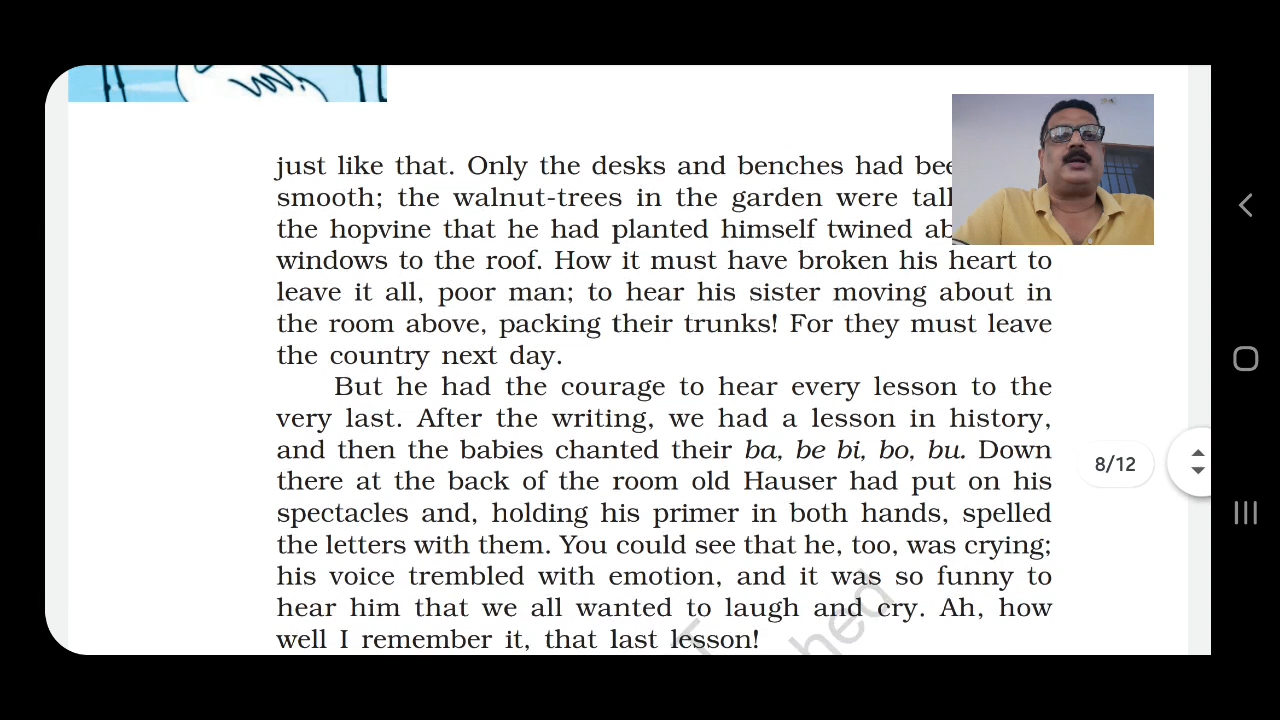 just like that. Only the desks and benches had
smooth; the walnut-trees in the garden were
the hopvine that he had planted himself twined
windows to the roof. How it must have broken his heart to
leave it all, poor man; to hear his sister moving about in
the room above, packing their trunks! For they must leave
the country next day.
But he had the courage to hear every lesson to the
very last. After the writing, we had a lesson in history,
and then the babies chanted their ba, be bi, bo, bu. Down
there at the back of the room old Hauser had put on his
spectacles and, holding his primer in both hands, spelled
the letters with them. You could see that he, too, was crying;
his voice trembled with emotion, and it was so funny to
hear him that we all wanted to laugh and cry. Ah, how
well I remember it, that last lesson!
8/12